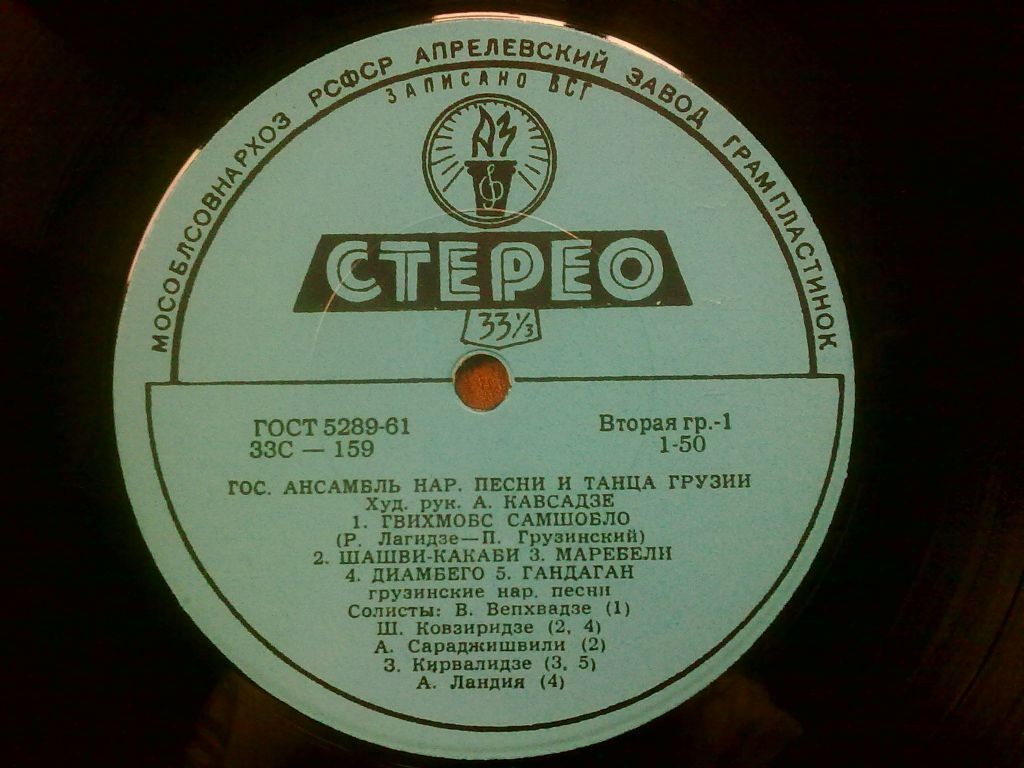 МОСОБЛСОВНАРХОЗ РСФСР АПРЕЛЕВСКИЙ ЗАВОД ГРАМПЛАСТИНОК
ЗАПИСАНО ВСГ
АЗ
СТЕРЕО
33⅓
ГОСТ 5289-61
Вторая гр.-1
33С — 159
1-50
ГОС. АНСАМБЛЬ НАР. ПЕСНИ И ТАНЦА ГРУЗИИ
Худ. рук. А. КАВСАДЗЕ
1. ГВИХМОБС САМШОБЛО
(Р. Лагидзе—П. Грузинский)
2. ШАШВИ-КАКАБИ 3. МАРЕБЕЛИ
4. ДИАМБЕГО 5. ГАНДАГАН
грузинские нар. песни
Солисты: В. Вепхвадзе (1)
Ш. Ковзиридзе (2, 4)
А. Сараджишвили (2)
З. Кирвалидзе (3, 5)
А. Ландия (4)